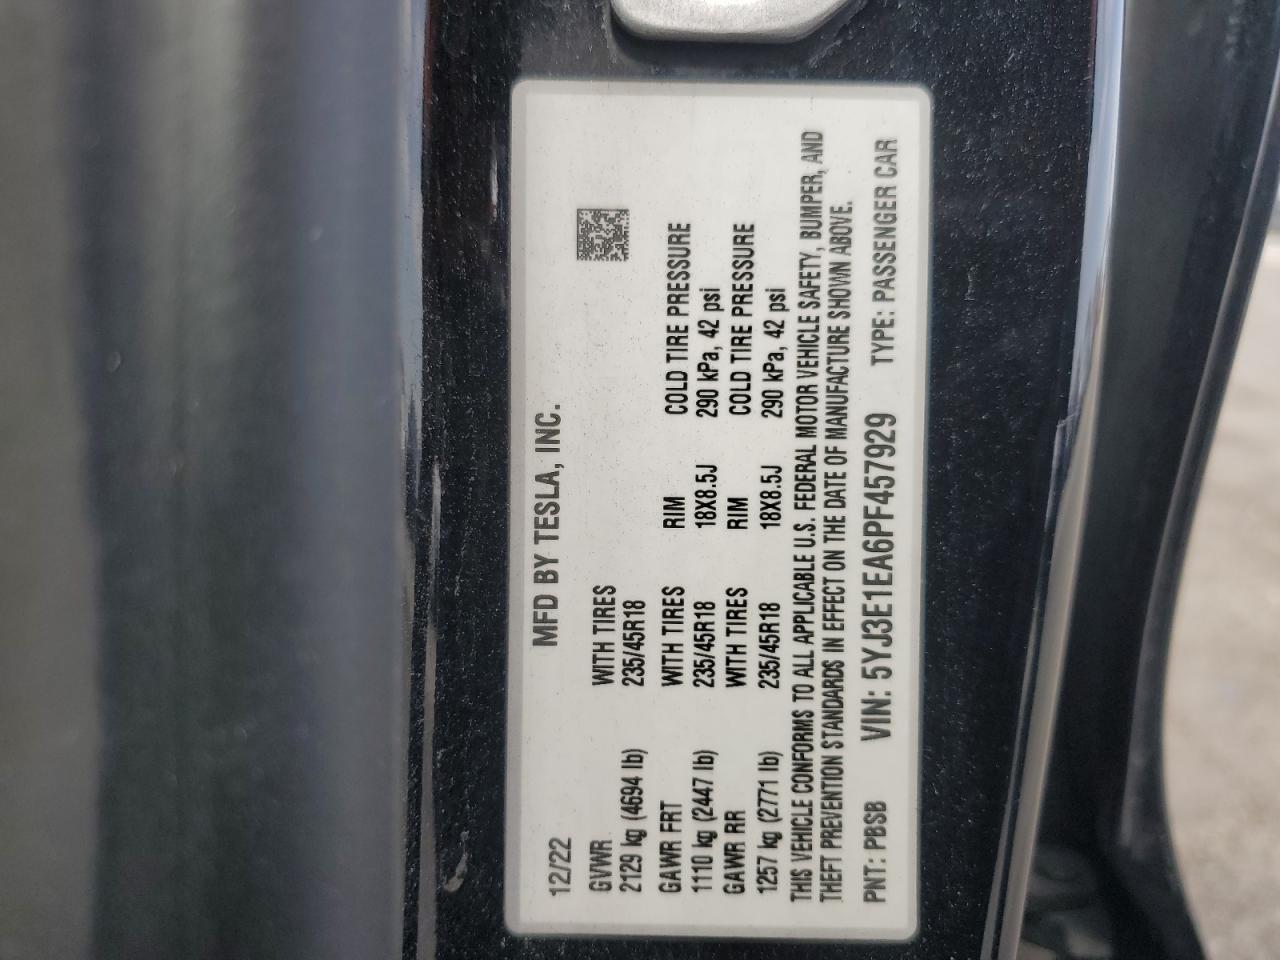 MFD BY TESLA, INC.
12/22
GVWR WITH TIRES
2129 kg (4694 lb) 235/45R18
GAWR FRT WITH TIRES RIM COLD TIRE PRESSURE
1110 kg (2447 lb) 235/45R18 18X8.5J 290 kPa, 42 psi
GAWR RR WITH TIRES RIM COLD TIRE PRESSURE
1257 kg (2771 lb) 235/45R18 18X8.5J 290 kPa, 42 psi
THIS VEHICLE CONFORMS TO ALL APPLICABLE U.S. FEDERAL MOTOR VEHICLE SAFETY, BUMPER, AND
THEFT PREVENTION STANDARDS IN EFFECT ON THE DATE OF MANUFACTURE SHOWN ABOVE.
PNT: PBSB VIN: 5YJ3E1EA6PF457929 TYPE: PASSENGER CAR